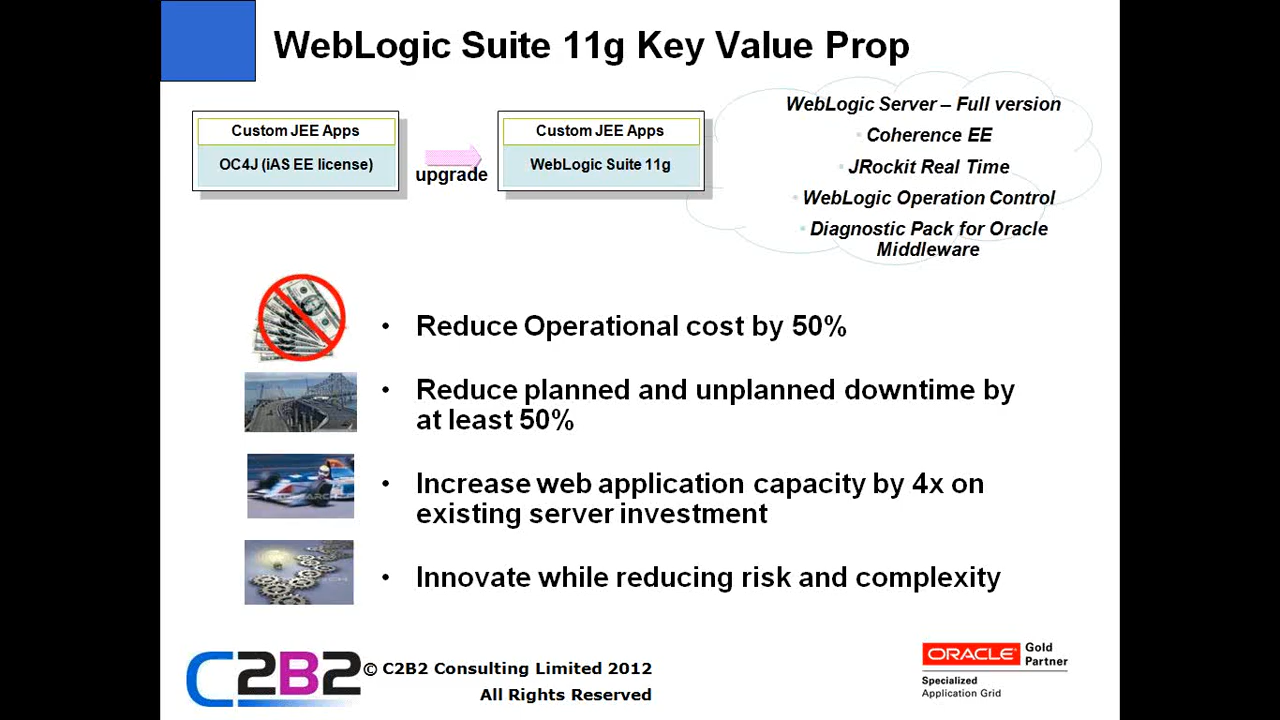 WebLogic Suite 11g Key Value Prop
Custom JEE Apps
OC4J (iAS EE license)
upgrade
Custom JEE Apps
WebLogic Suite 11g
WebLogic Server – Full version
• Coherence EE
• JRockit Real Time
• WebLogic Operation Control
• Diagnostic Pack for Oracle
Middleware
• Reduce Operational cost by 50%
• Reduce planned and unplanned downtime by
at least 50%
• Increase web application capacity by 4x on
existing server investment
• Innovate while reducing risk and complexity
C2B2
© C2B2 Consulting Limited 2012
All Rights Reserved
ORACLE
Gold
Partner
Specialized
Application Grid